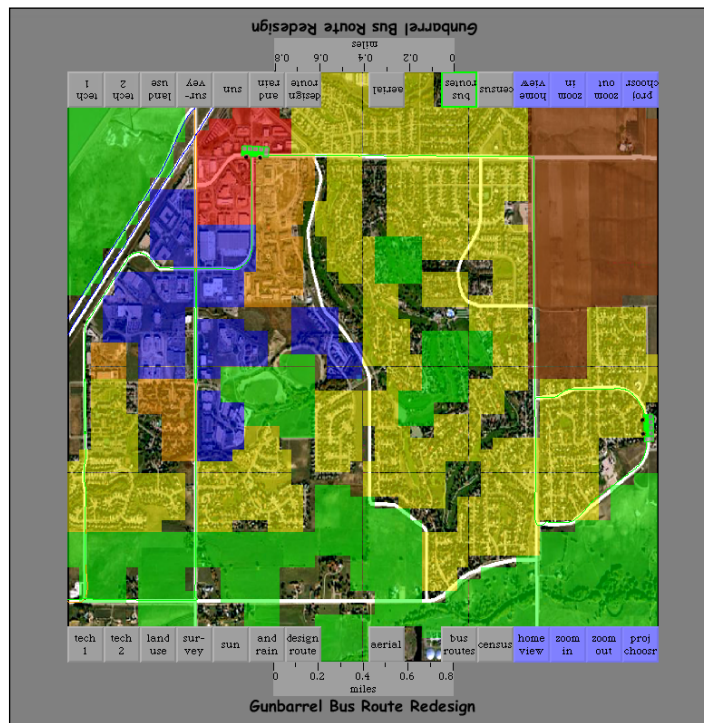 Gunbarrel Bus Route Redesign
miles
0.8 0.6 0.4 0.2 0
tech 1
tech 2
land use
sur-vey
sun
and rain
design route
aerial
bus routes
census
home view
zoom in
zoom out
proj choosr
tech 1
tech 2
land use
sur-vey
sun
and rain
design route
aerial
bus routes
census
home view
zoom in
zoom out
proj choosr
0 0.2 0.4 0.6 0.8
miles
Gunbarrel Bus Route Redesign